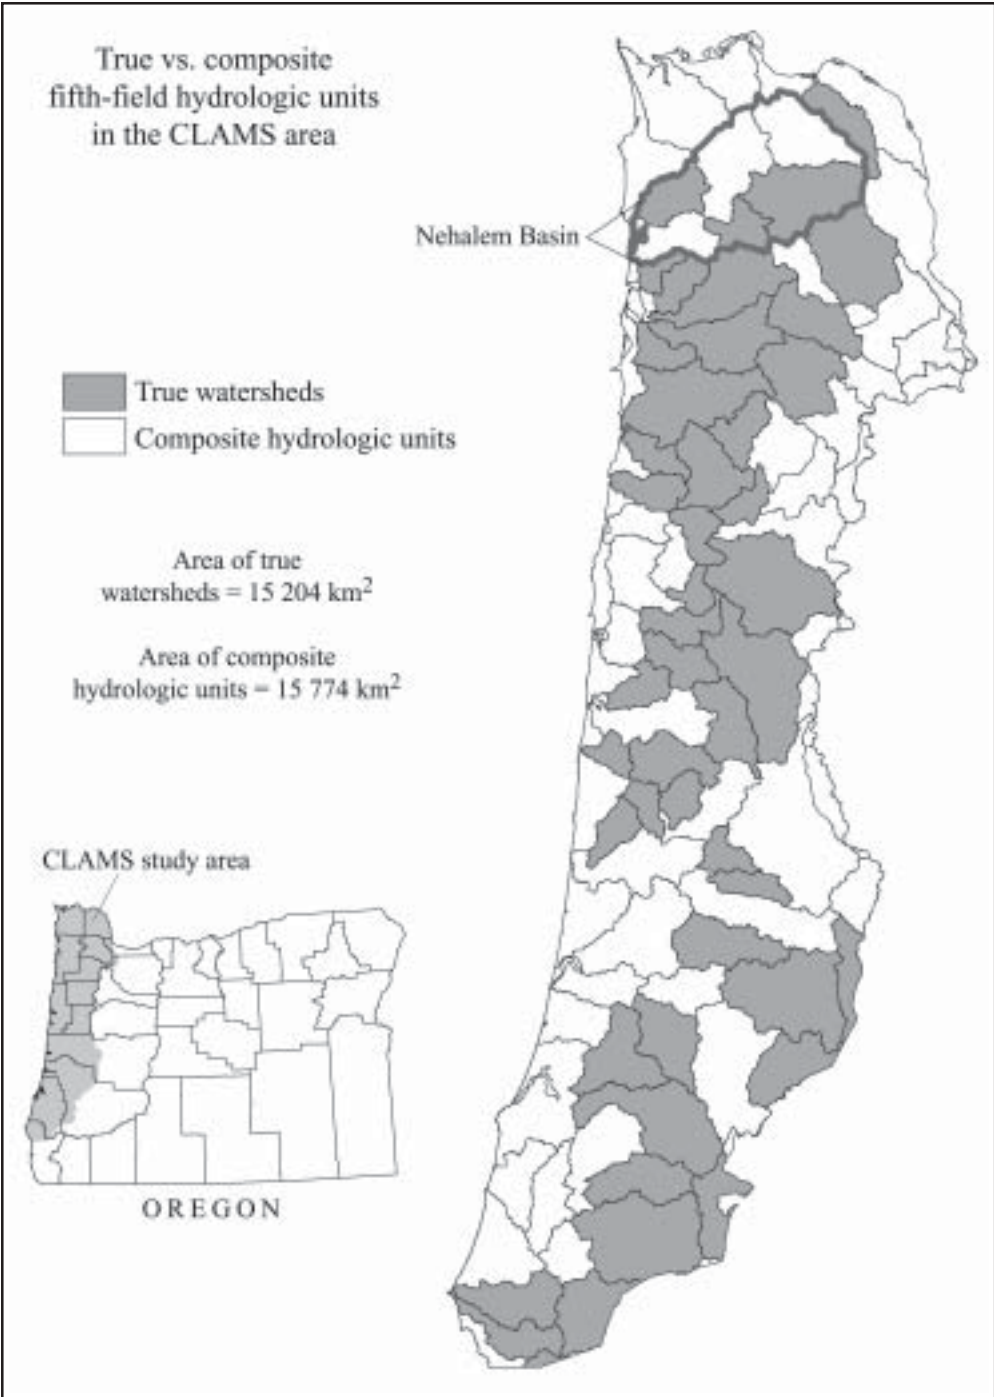 True vs. composite
fifth-field hydrologic units
in the CLAMS area
Nehalem Basin
True watersheds
Composite hydrologic units
Area of true
watersheds = 15 204 km²
Area of composite
hydrologic units = 15 774 km²
CLAMS study area
OREGON